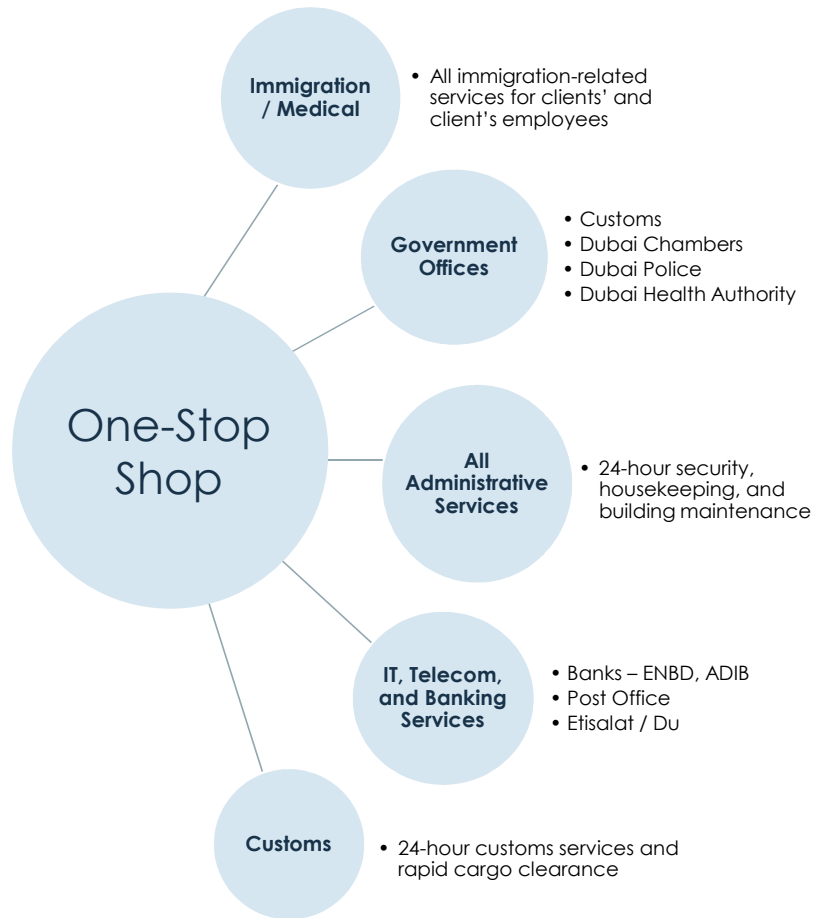 Immigration
/ Medical
• All immigration-related
services for clients’ and
client’s employees
Government
Offices
• Customs
• Dubai Chambers
• Dubai Police
• Dubai Health Authority
One-Stop
Shop
All
Administrative
Services
• 24-hour security,
housekeeping, and
building maintenance
IT, Telecom,
and Banking
Services
• Banks – ENBD, ADIB
• Post Office
• Etisalat / Du
Customs
• 24-hour customs services and
rapid cargo clearance